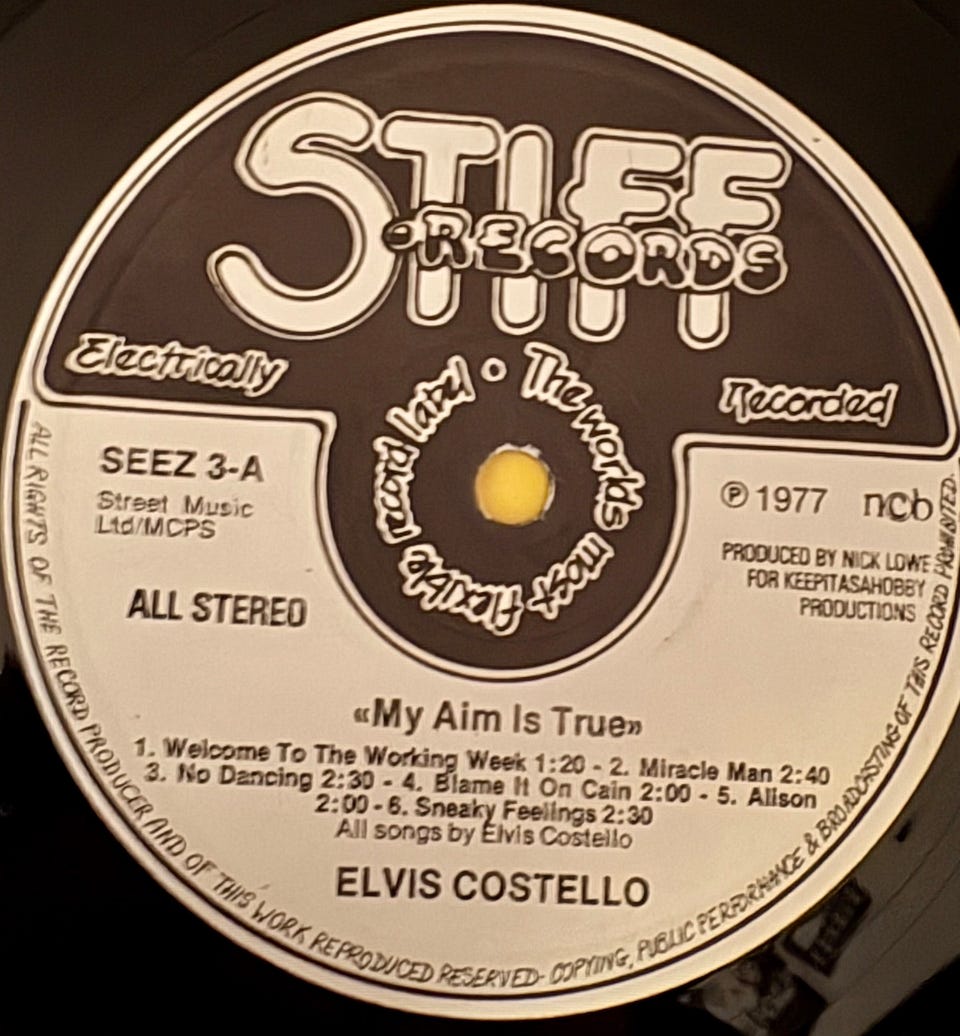 STIFF
•RECORDS
Electrically
Recorded
The worlds most flexible record label •
SEEZ 3-A
Street Music
Ltd/MCPS
ALL STEREO
℗ 1977 ncb
PRODUCED BY NICK LOWE
FOR KEEPITASAHOBBY
PRODUCTIONS
«My Aim Is True»
1. Welcome To The Working Week 1:20 - 2. Miracle Man 2:40
3. No Dancing 2:30 - 4. Blame It On Cain 2:00 - 5. Alison
2:00 - 6. Sneaky Feelings 2:30
All songs by Elvis Costello
ELVIS COSTELLO
ALL RIGHTS OF THE RECORD PRODUCER AND OF THIS WORK REPRODUCED RESERVED- COPYING, PUBLIC PERFORMANCE & BROADCASTING OF THIS RECORD PROHIBITED.